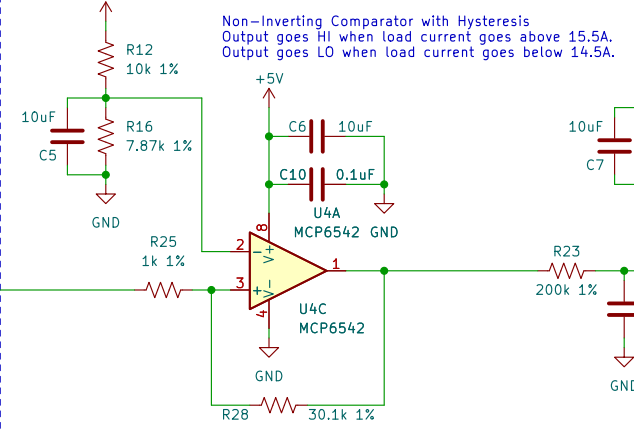 Non-Inverting Comparator with Hysteresis
Output goes HI when load current goes above 15.5A.
Output goes LO when load current goes below 14.5A.
R12
10k 1%
+5V
10uF
C5
R16
7.87k 1%
C6
10uF
10uF
C7
C10
0.1uF
GND
U4A
MCP6542
GND
R25
1k 1%
8
2
-
V+
1
3
+
V-
4
R23
200k 1%
U4C
MCP6542
GND
GND
R28
30.1k 1%